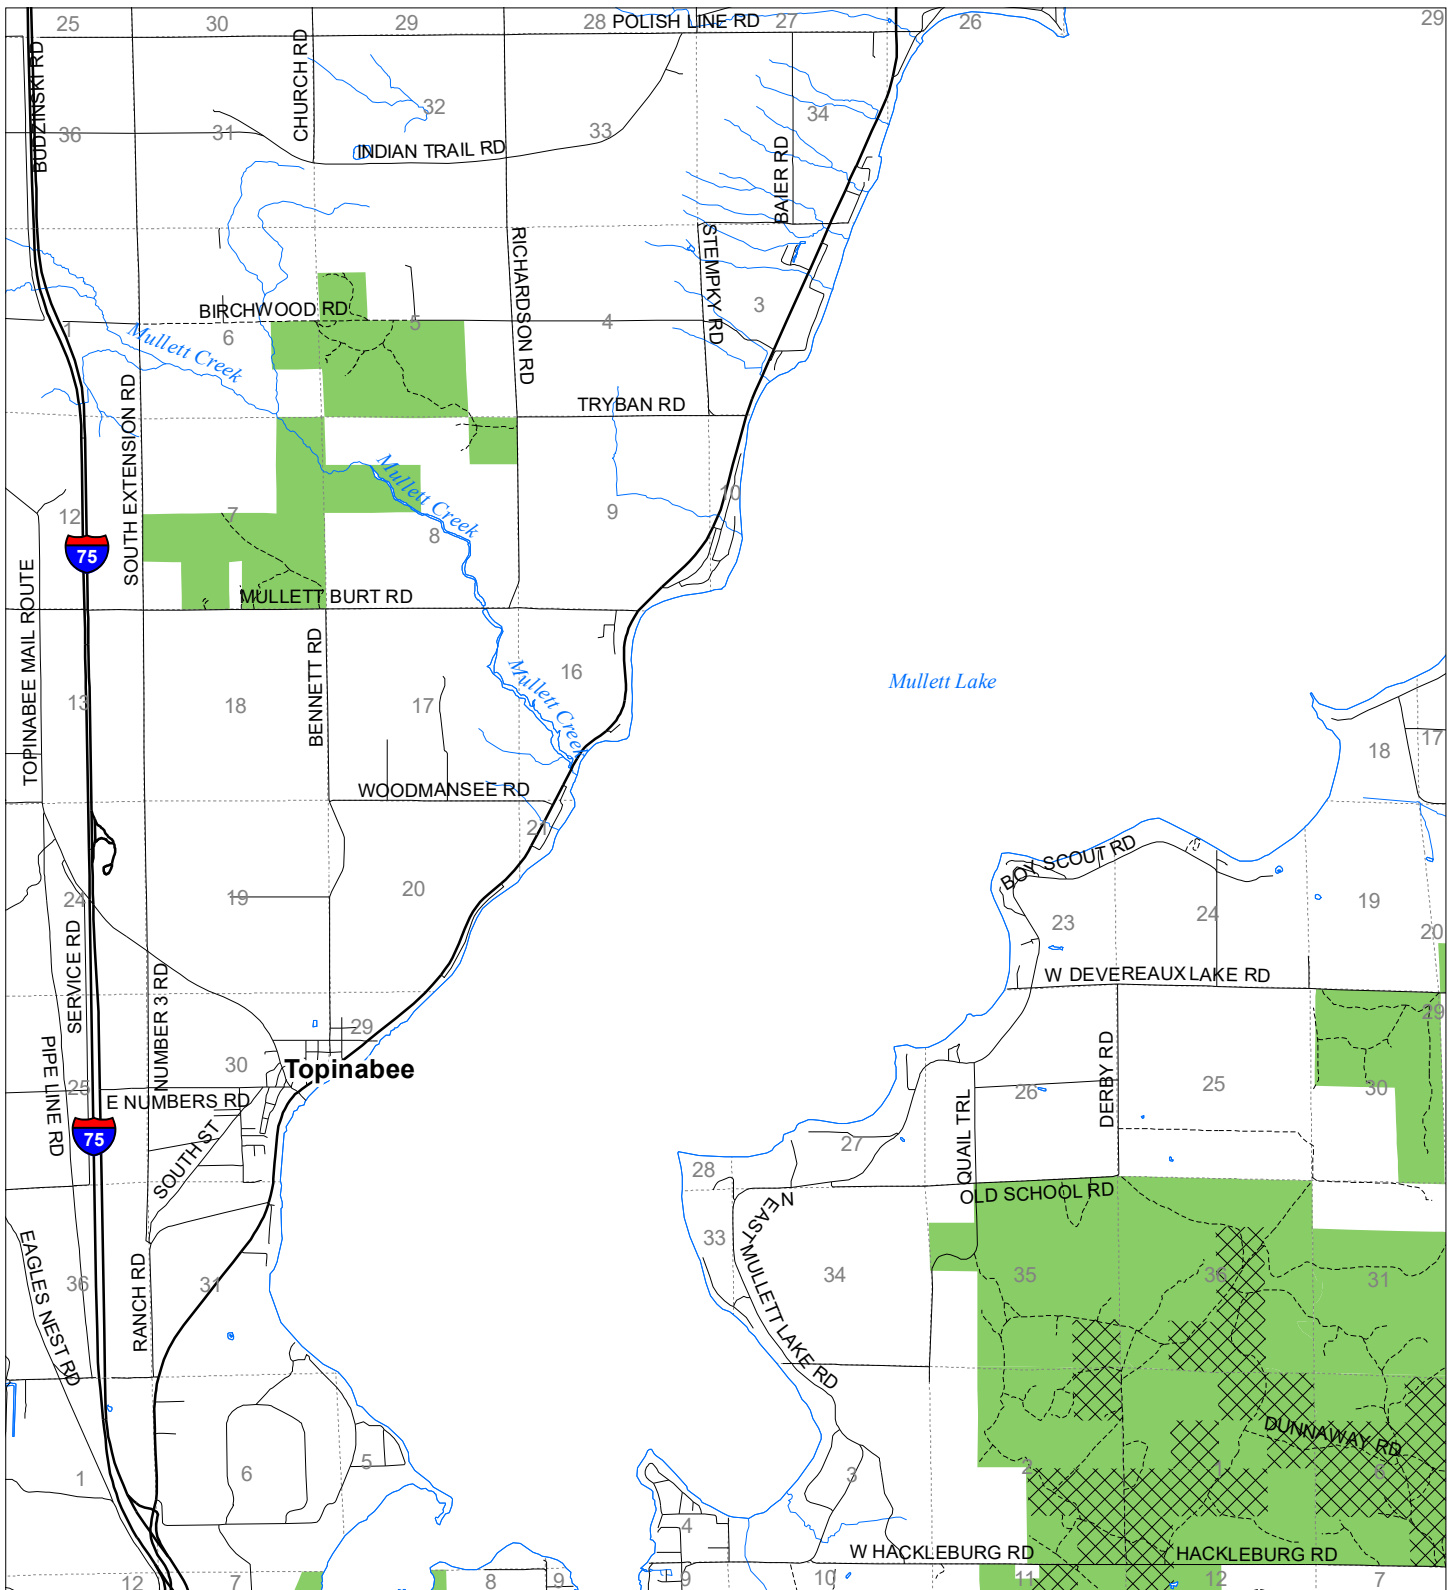 25 30 29 28 POLISH LINE RD 27 26 29
BUDZINSKI RD
CHURCH RD
36 31 32 33 34
INDIAN TRAIL RD
BAIER RD
STEMPKY RD
RICHARDSON RD
BIRCHWOOD RD
1 6 5 4 3
Mullett Creek
SOUTH EXTENSION RD
TRYBAN RD
Mullett Creek
12 7 8 9 10
75
MULLETT BURT RD
TOPINABEE MAIL ROUTE
BENNETT RD
Mullett Creek
16
13 18 17
Mullett Lake
18 17
WOODMANSEE RD
21
BOY SCOUT RD
24 19 20
23 24 19 20
SERVICE RD
NUMBER 3 RD
W DEVEREAUX LAKE RD
29
29
PIPE LINE RD
30
Topinabee
DERBY RD
25
E NUMBERS RD
26 25 30
QUAIL TRL
75
SOUTH ST
27
28
OLD SCHOOL RD
N EAST MULLETT LAKE RD
EAGLES NEST RD
RANCH RD
33
36 31
34 35 36 31
DUNNAWAY RD
1 6 5
3 2 1 6
4
W HACKLEBURG RD
HACKLEBURG RD
12 7 8 9 9 10 11 12 7